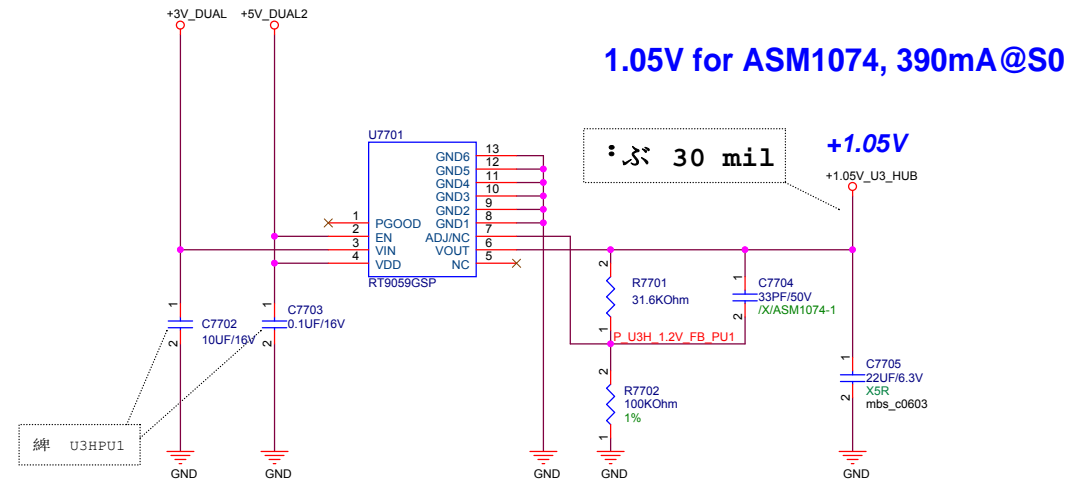 +3V_DUAL
+5V_DUAL2
1.05V for ASM1074, 390mA@S0
U7701
GND6 13
GND5 12
GND4 11
GND3 10
GND2 9
1 PGOOD GND1 8
2 EN ADJ/NC 7
3 VIN VOUT 6
4 VDD NC 5
RT9059GSP
ぶ 30 mil
+1.05V
+1.05V_U3_HUB
1
C7702
10UF/16V
2
1
C7703
0.1UF/16V
2
2
R7701
31.6KOhm
1
1
C7704
33PF/50V
2
/X/ASM1074-1
P_U3H_1.2V_FB_PU1
2
R7702
100KOhm
1%
1
1
C7705
22UF/6.3V
X5R
2
mbs_c0603
綼 U3HPU1
GND
GND
GND
GND
GND